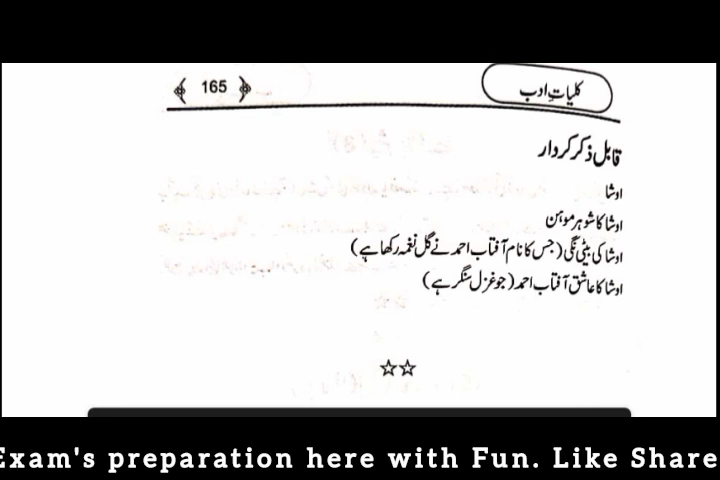 کلیاتِ ادب
165
قابل ذکر کردار
اوشا
اوشا کا شوہر موہن
اوشا کی بیٹی نگی (جس کا نام آفتاب احمد نے گل نغمہ رکھا ہے)
اوشا کا عاشق آفتاب احمد (جو غزل سنگر ہے)
☆☆
Exam's preparation here with Fun. Like Share